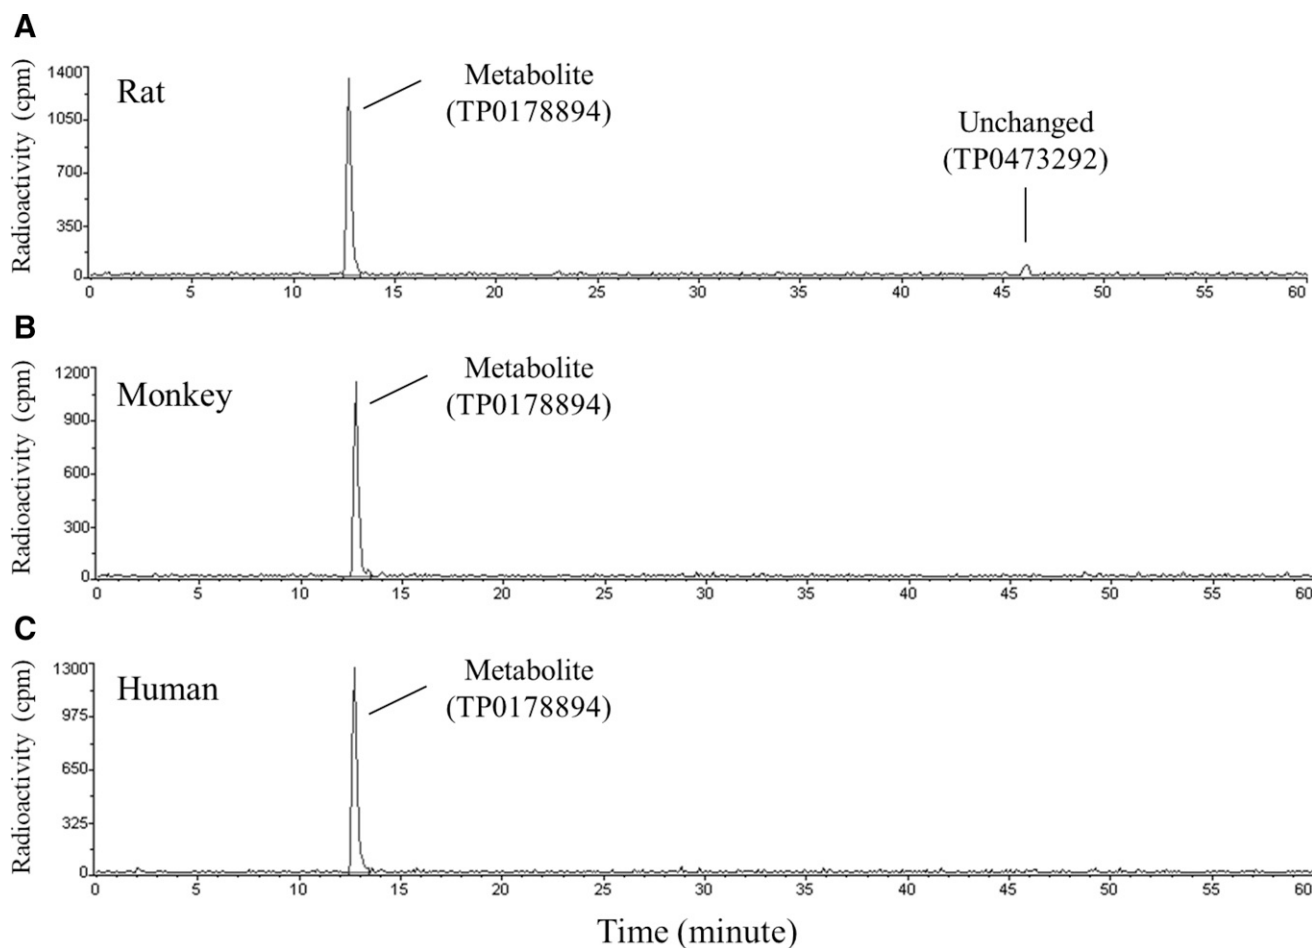 A
Radioactivity (cpm)
1400
1050
700
350
0
Rat
Metabolite
(TP0178894)
Unchanged
(TP0473292)
0 5 10 15 20 25 30 35 40 45 50 55 60
B
Radioactivity (cpm)
1200
900
600
300
0
Monkey
Metabolite
(TP0178894)
0 5 10 15 20 25 30 35 40 45 50 55 60
C
Radioactivity (cpm)
1300
975
650
325
0
Human
Metabolite
(TP0178894)
0 5 10 15 20 25 30 35 40 45 50 55 60
Time (minute)